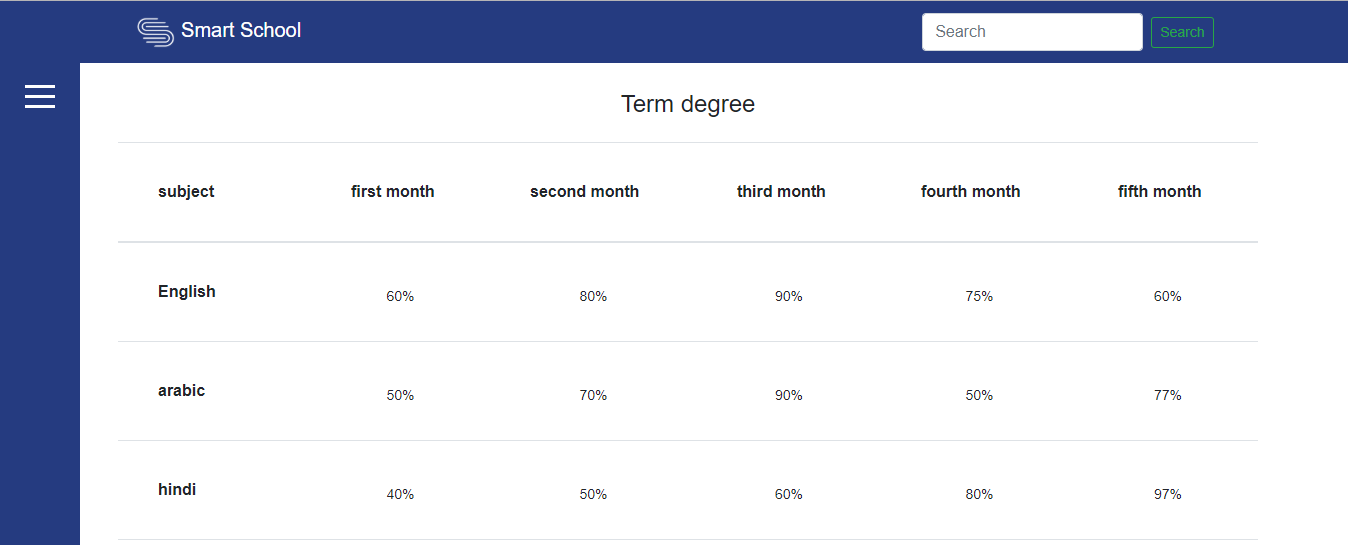 Smart School Search Search
Term degree
subject first month second month third month fourth month fifth month
English 60% 80% 90% 75% 60%
arabic 50% 70% 90% 50% 77%
hindi 40% 50% 60% 80% 97%